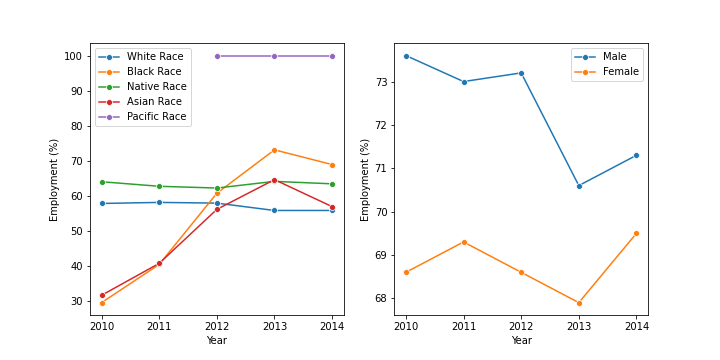 Employment (%)
100
90
80
70
60
50
40
30
White Race
Black Race
Native Race
Asian Race
Pacific Race
2010 2011 2012 2013 2014
Year
Employment (%)
73
72
71
70
69
68
Male
Female
2010 2011 2012 2013 2014
Year